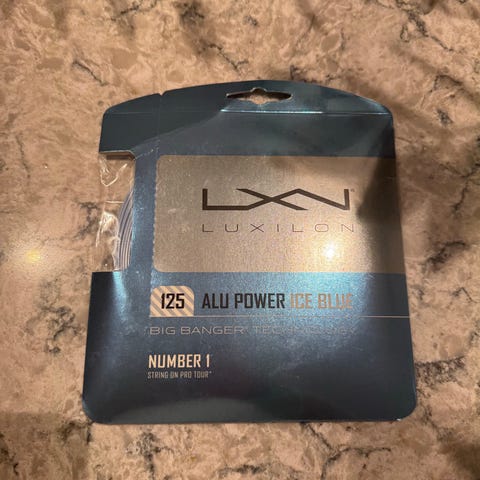 LXN
LUXILON
125 ALU POWER ICE BLUE
BIG BANGER TECHNOLOGY
NUMBER 1
STRING ON PRO TOUR*